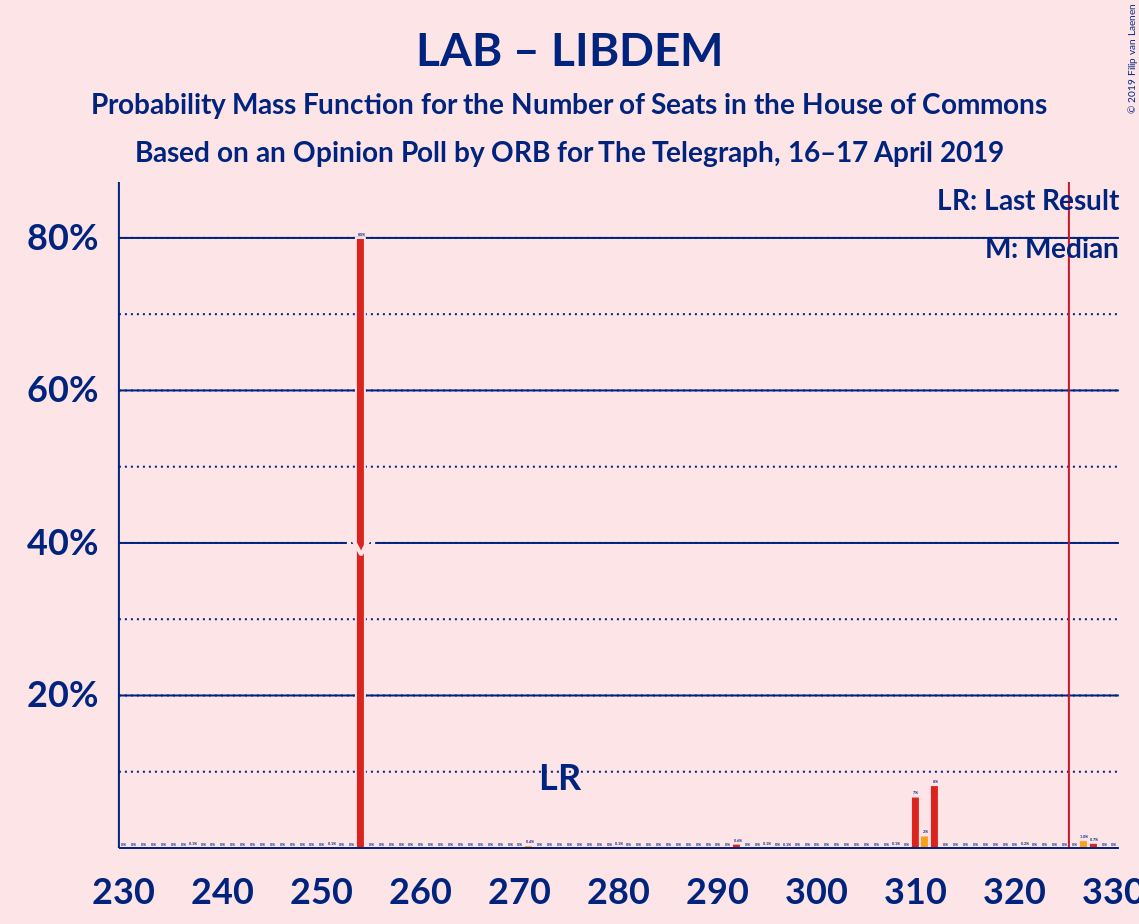 LAB – LIBDEM
Probability Mass Function for the Number of Seats in the House of Commons
Based on an Opinion Poll by ORB for The Telegraph, 16–17 April 2019
© 2019 Filip van Laenen
LR: Last Result
M: Median
80%
60%
40%
20%
LR
230 240 250 260 270 280 290 300 310 320 330